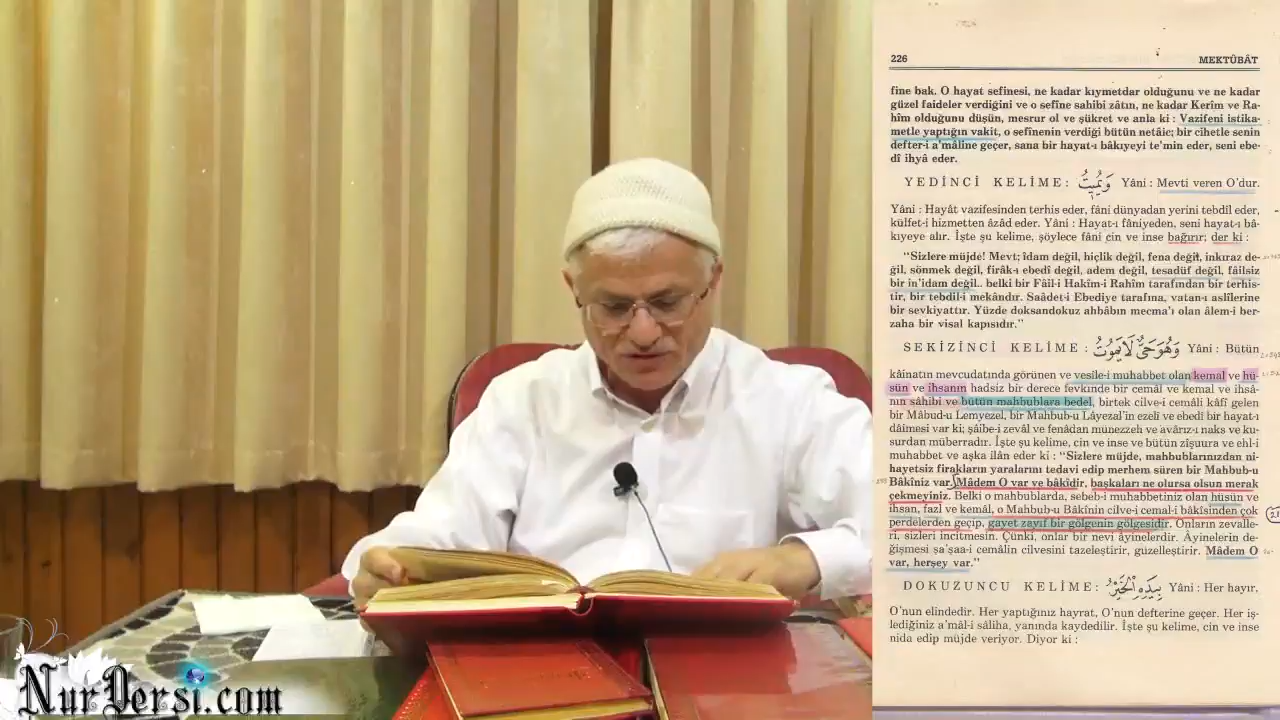 226
MEKTÛBÂT
fine bak. O hayat sefinesi, ne kadar kıymetdar olduğunu ve ne kadar
güzel faideler verdiğini ve o sefîne sahibi zâtın, ne kadar Kerîm ve Ra-
hîm olduğunu düşün, mesrur ol ve şükret ve anla ki : Vazifeni istika-
metle yaptığın vakit, o sefînenin verdiği bütün netâic; bir cihetle senin
defter-i a'mâline geçer, sana bir hayat-ı bâkıyeyi te'min eder, seni ebe-
dî ihyâ eder.
YEDİNCİ KELİME: وَيُمِيتُ Yâni : Mevti veren O'dur.
Yâni : Hayât vazifesinden terhis eder, fâni dünyadan yerini tebdîl eder,
külfet-i hizmetten âzâd eder. Yâni : Hayat-ı fâniyeden, seni hayat-ı bâ-
kıyeye alır. İşte şu kelime, şöylece fâni cin ve inse bağırır; der ki :
"Sizlere müjde! Mevt; îdam değil, hiçlik değil, fena değil, inkıraz de-
ğil, sönmek değil, firâk-ı ebedî değil, adem değil, tesadüf değil, fâilsiz
bir in'idam değil.. belki bir Fâil-i Hakîm-i Rahîm tarafından bir terhis-
tir, bir tebdil-i mekândır. Saâdet-i Ebediye tarafına, vatan-ı aslîlerine
bir sevkiyattır. Yüzde doksandokuz ahbâbın mecma'ı olan âlem-i ber-
zaha bir visal kapısıdır."
SEKİZİNCİ KELİME : وَهُوَ حَيٌّ لَا يَمُوتُ Yâni : Bütün
kâinatın mevcudatında görünen ve vesile-i muhabbet olan kemal ve hü-
sün ve ihsanın hadsiz bir derece fevkinde bir cemâl ve kemal ve ihsâ-
nın sâhibi ve bütün mahbublara bedel, birtek cilve-i cemâli kâfî gelen
bir Mâbud-u Lemyezel, bir Mahbub-u Lâyezal'in ezelî ve ebedî bir hayat-ı
dâimesi var ki; şâibe-i zevâl ve fenâdan münezzeh ve avârız-ı naks ve ku-
surdan müberradır. İşte şu kelime, cin ve inse ve bütün zîşuura ve ehl-i
muhabbet ve aşka ilân eder ki : "Sizlere müjde, mahbublarınızdan ni-
hayetsiz firakların yaralarını tedavi edip merhem süren bir Mahbub-u
Bâkîniz var. Mâdem O var ve bâkîdir, başkaları ne olursa olsun merak
çekmeyiniz. Belki o mahbublarda, sebeb-i muhabbetiniz olan hüsün ve
ihsan, fazl ve kemâl, o Mahbub-u Bâkînin cilve-i cemal-i bâkîsinden çok
perdelerden geçip, gayet zayıf bir gölgenin gölgesidir. Onların zevalle-
ri, sizleri incitmesin. Çünki, onlar bir nevi âyinelerdir. Âyinelerin de-
ğişmesi şa'şaa-i cemâlin cilvesini tazeleştirir, güzelleştirir. Mâdem O
var, herşey var."
DOKUZUNCU KELİME : بِيَدِهِ الْخَيْرُ Yâni : Her hayır,
O'nun elindedir. Her yaptığınız hayrat, O'nun defterine geçer. Her iş-
lediğiniz a'mâl-i sâliha, yanında kaydedilir. İşte şu kelime, cin ve inse
nida edip müjde veriyor. Diyor ki :
NurDersi.com